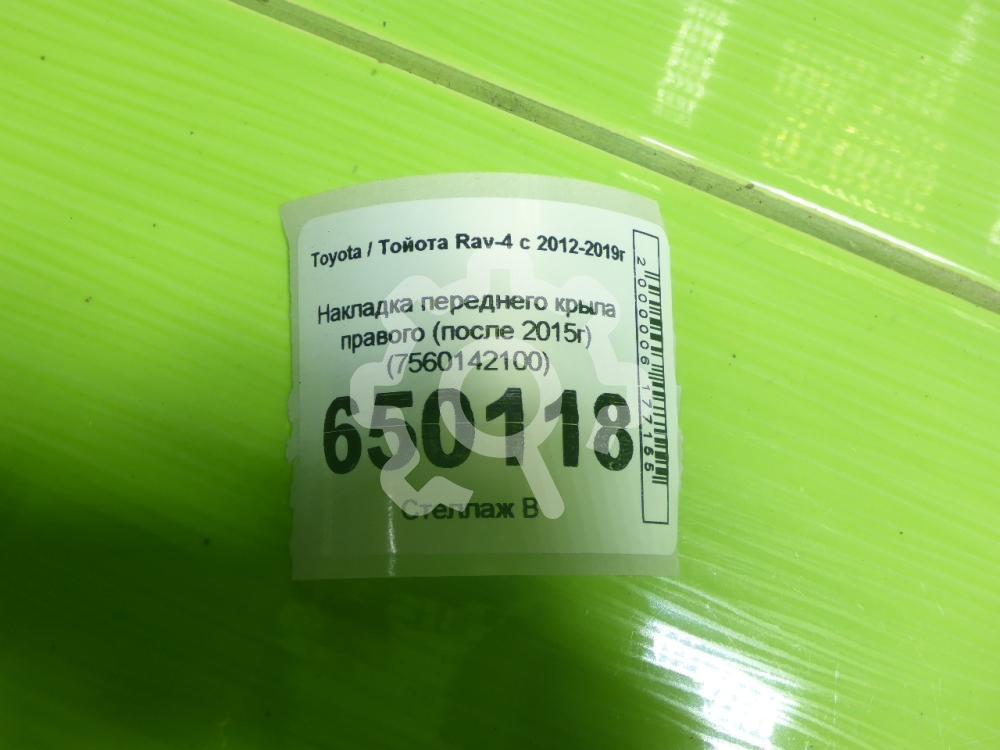 Toyota / Тойота Rav-4 с 2012-2019г
Накладка переднего крыла
правого (после 2015г)
(7560142100)
650118
Стеллаж В
2000006177165